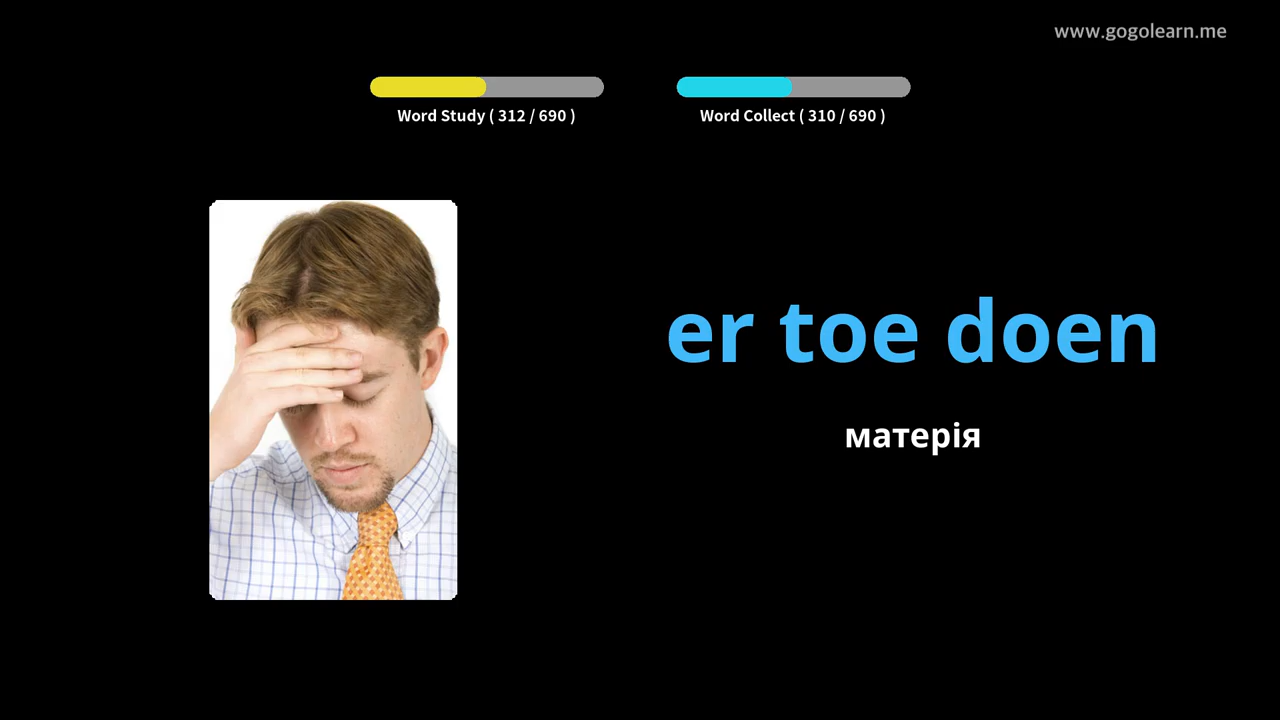 www.gogolearn.me
Word Study ( 312 / 690 )
Word Collect ( 310 / 690 )
er toe doen
матерія